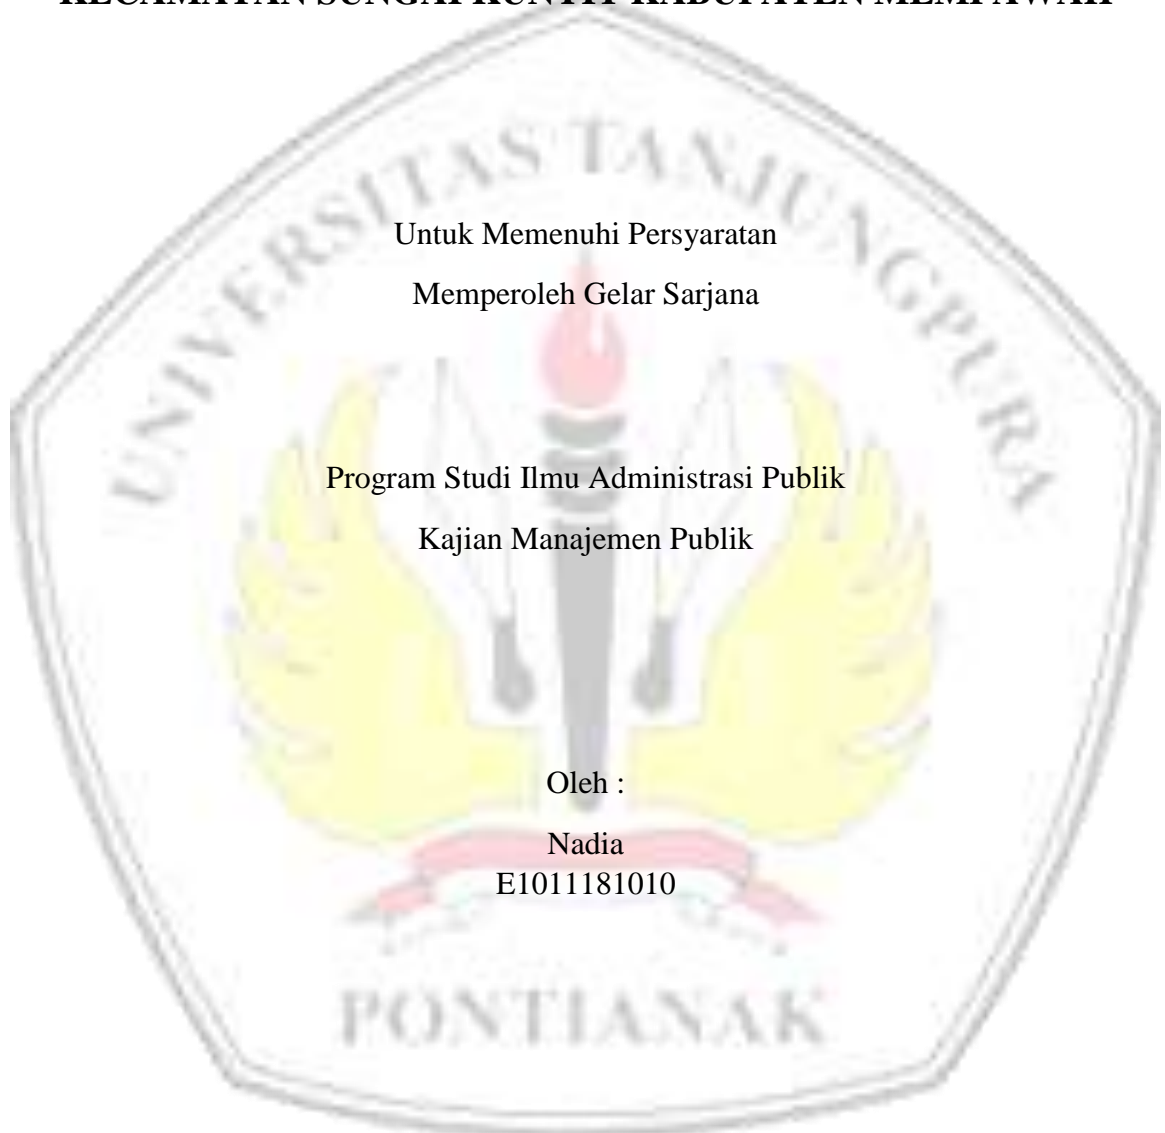 KECAMATAN SUNGAI KUNYIT KABUPATEN MEMPAWAH
UNIVERSITAS TANJUNGPURA
Untuk Memenuhi Persyaratan
Memperoleh Gelar Sarjana
Program Studi Ilmu Administrasi Publik
Kajian Manajemen Publik
Oleh :
Nadia
E1011181010
PONTIANAK